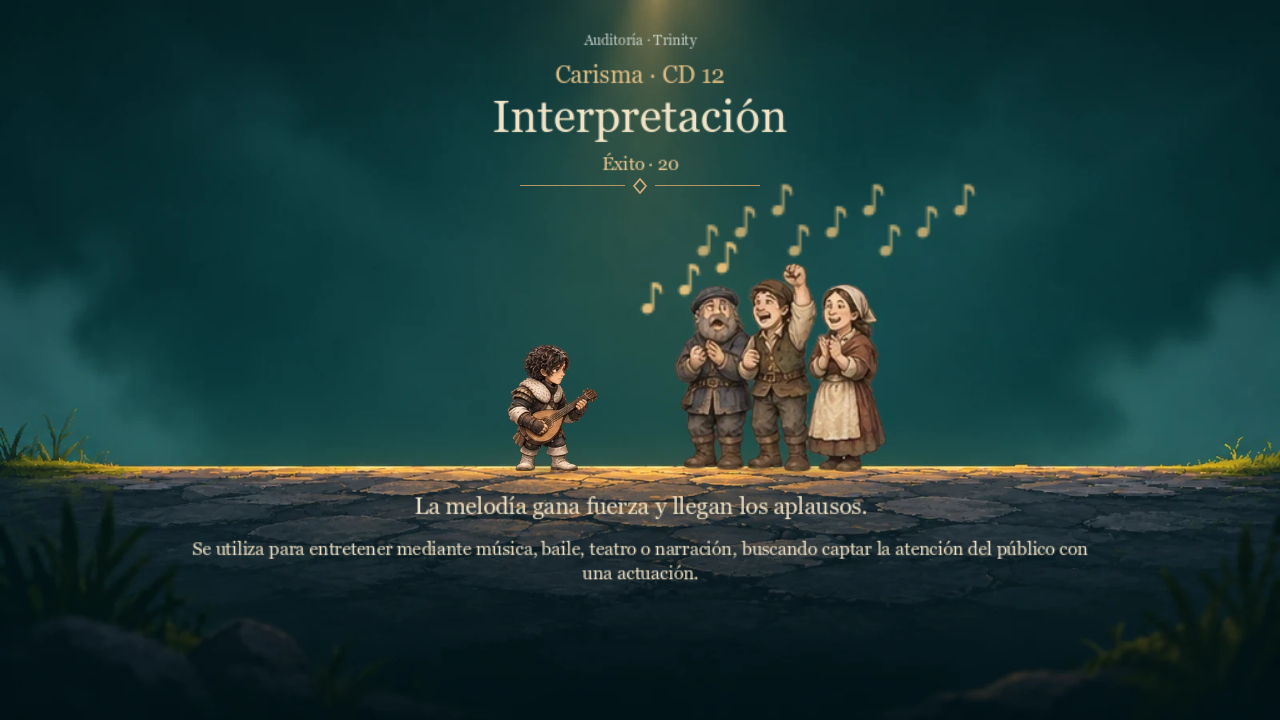 Auditoría · Trinity
Carisma · CD 12
Interpretación
Éxito · 20
La melodía gana fuerza y llegan los aplausos.
Se utiliza para entretener mediante música, baile, teatro o narración, buscando captar la atención del público con
una actuación.